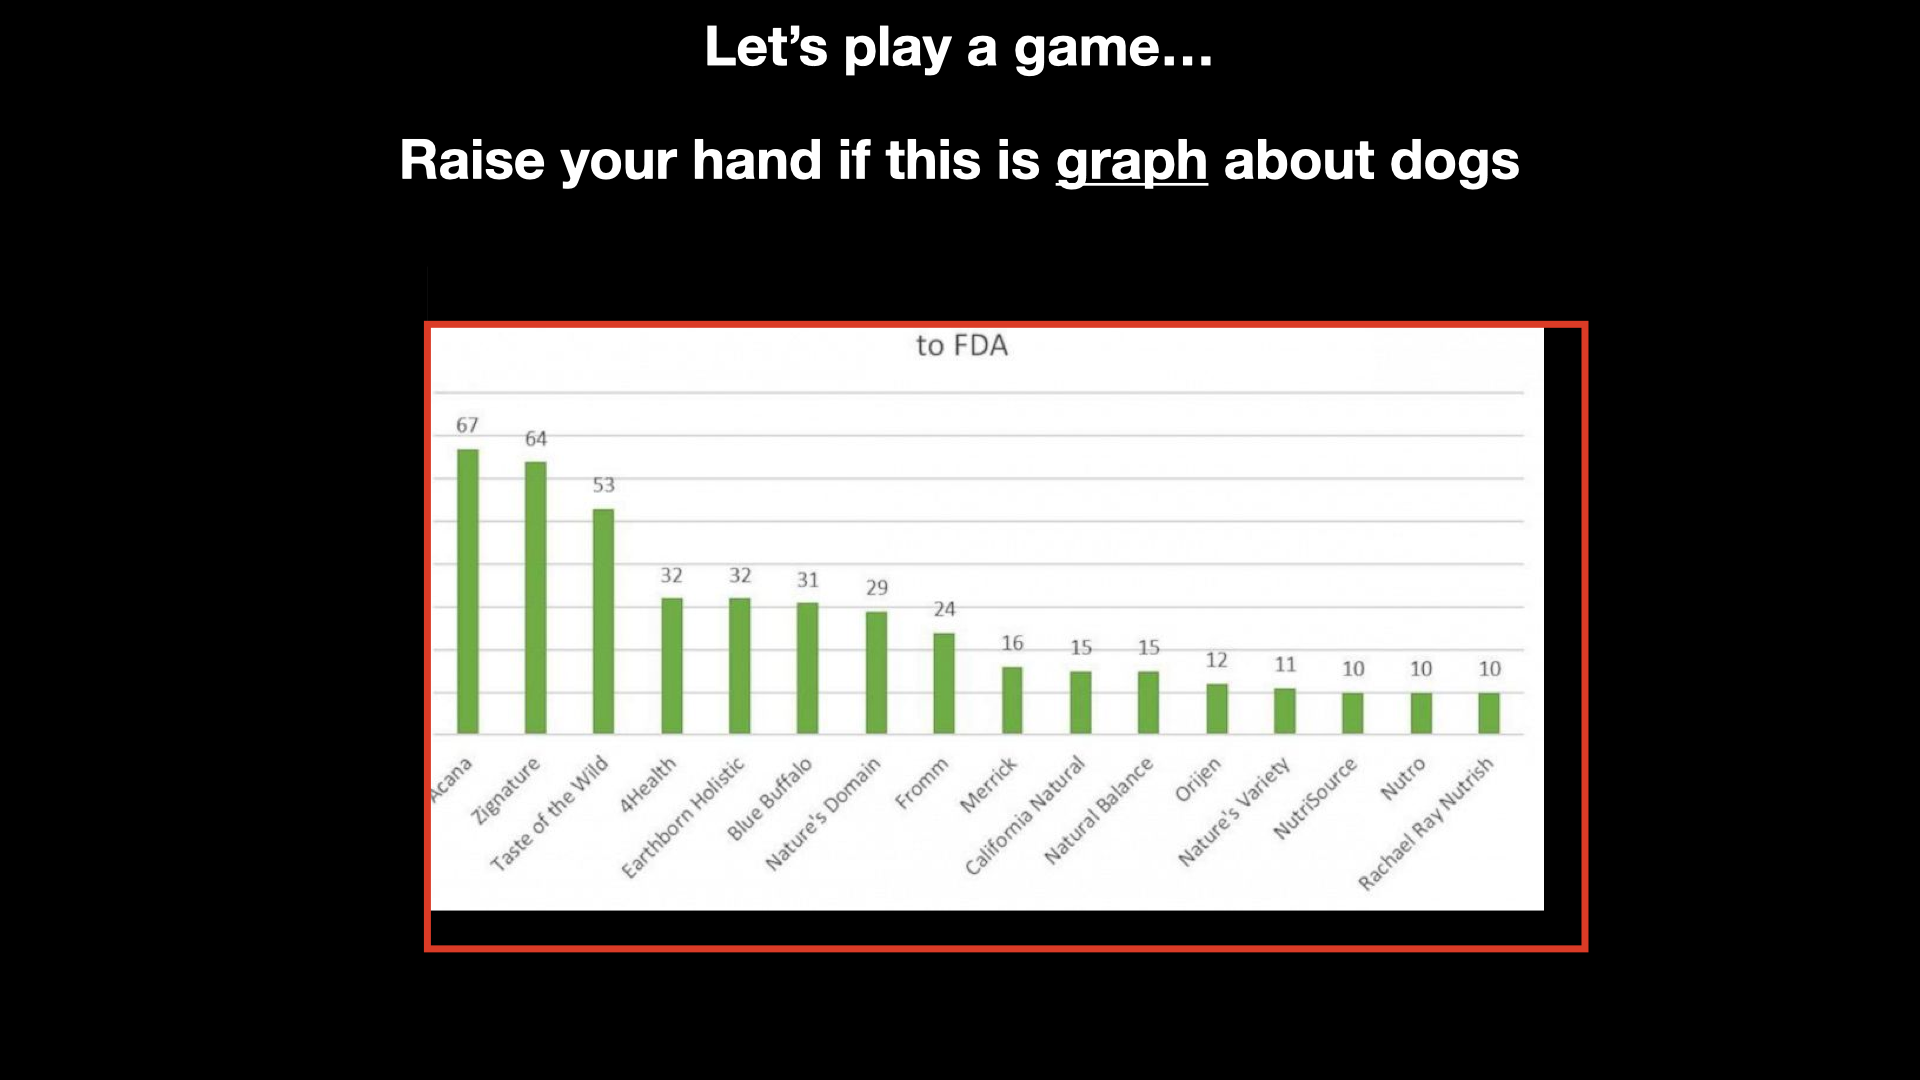 Let’s play a game…
Raise your hand if this is graph about dogs
to FDA
67
64
53
32
32
31
29
24
16
15
15
12
11
10
10
10
Acana
Zignature
Taste of the Wild
4Health
Earthborn Holistic
Blue Buffalo
Nature's Domain
Fromm
Merrick
California Natural
Natural Balance
Orijen
Nature's Variety
NutriSource
Nutro
Rachael Ray Nutrish